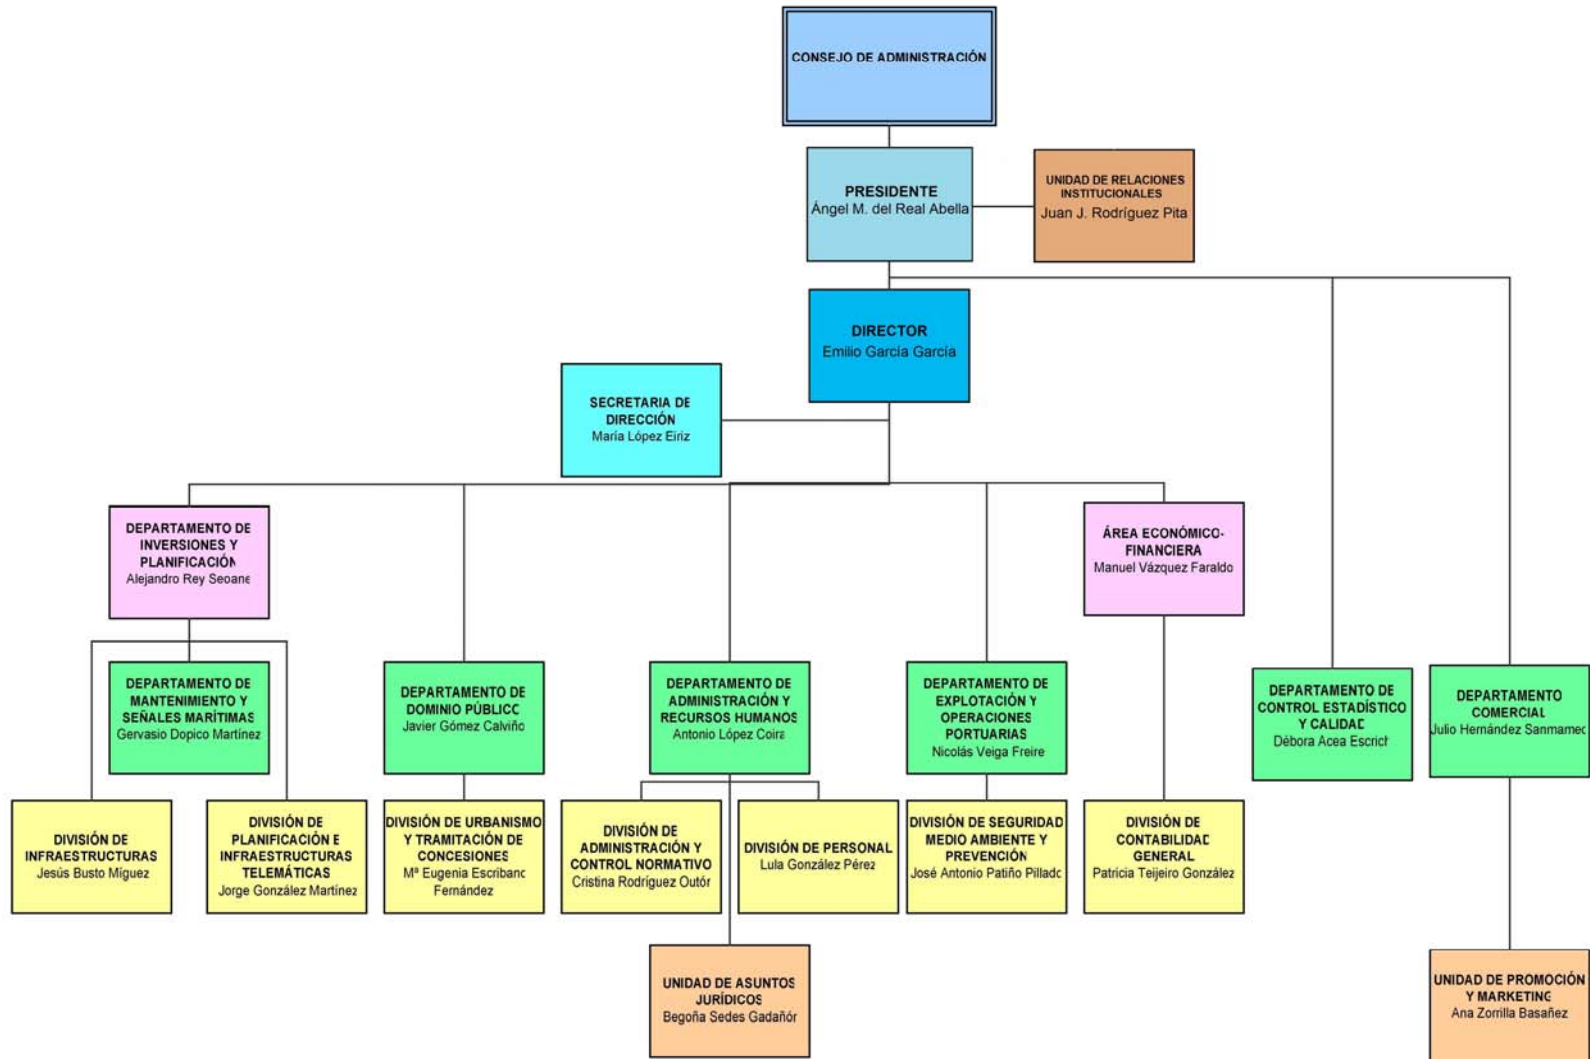 CONSEJO DE ADMINISTRACIÓN
PRESIDENTE
Ángel M. del Real Abella
UNIDAD DE RELACIONES
INSTITUCIONALES
Juan J. Rodríguez Pita
DIRECTOR
Emilio García García
SECRETARIA DE
DIRECCIÓN
María López Eiriz
DEPARTAMENTO DE
INVERSIONES Y
PLANIFICACIÓN
Alejandro Rey Seoane
ÁREA ECONÓMICO-
FINANCIERA
Manuel Vázquez Faraldo
DEPARTAMENTO DE
MANTENIMIENTO Y
SEÑALES MARÍTIMAS
Gervasio Dopico Martínez
DEPARTAMENTO DE
DOMINIO PÚBLICO
Javier Gómez Calviño
DEPARTAMENTO DE
ADMINISTRACIÓN Y
RECURSOS HUMANOS
Antonio López Coira
DEPARTAMENTO DE
EXPLOTACIÓN Y
OPERACIONES
PORTUARIAS
Nicolás Veiga Freire
DEPARTAMENTO DE
CONTROL ESTADÍSTICO
Y CALIDAD
Débora Acea Escrich
DEPARTAMENTO
COMERCIAL
Julio Hernández Sanmamed
DIVISIÓN DE
INFRAESTRUCTURAS
Jesús Busto Míguez
DIVISIÓN DE
PLANIFICACIÓN E
INFRAESTRUCTURAS
TELEMÁTICAS
Jorge González Martínez
DIVISIÓN DE URBANISMO
Y TRAMITACIÓN DE
CONCESIONES
Mª Eugenia Escribano
Fernández
DIVISIÓN DE
ADMINISTRACIÓN Y
CONTROL NORMATIVO
Cristina Rodríguez Outón
DIVISIÓN DE PERSONAL
Lula González Pérez
DIVISIÓN DE SEGURIDAD
MEDIO AMBIENTE Y
PREVENCIÓN
José Antonio Patiño Pillado
DIVISIÓN DE
CONTABILIDAD
GENERAL
Patricia Teijeiro González
UNIDAD DE ASUNTOS
JURÍDICOS
Begoña Sedes Gadañón
UNIDAD DE PROMOCIÓN
Y MARKETING
Ana Zorrilla Basañez